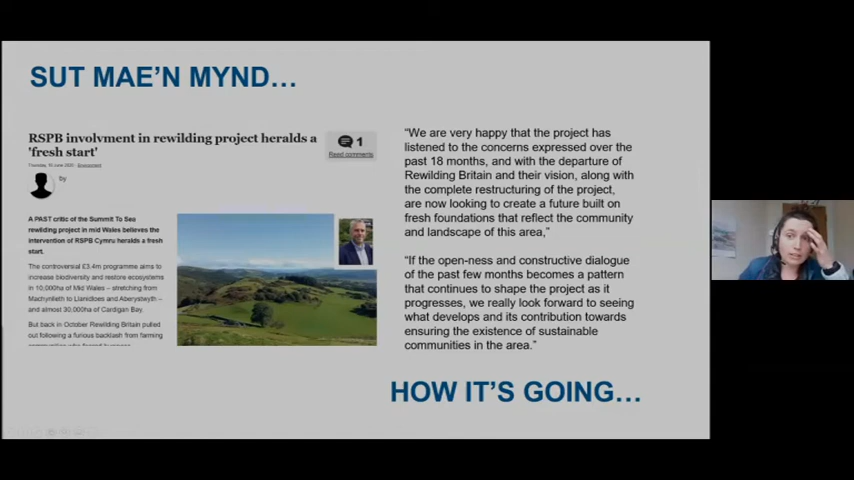 SUT MAE'N MYND…
RSPB involvment in rewilding project heralds a
'fresh start'
1
Read comments
by
A PAST critic of the Summit To Sea
rewilding project in mid Wales believes the
intervention of RSPB Cymru heralds a fresh
start.
The controversial £3.4m programme aims to
increase biodiversity and restore ecosystems
in 10,000ha of Mid Wales – stretching from
Machynlleth to Llanidloes and Aberystwyth –
and almost 30,000ha of Cardigan Bay.
But back in October Rewilding Britain pulled
out following a furious backlash from farming
"We are very happy that the project has
listened to the concerns expressed over the
past 18 months, and with the departure of
Rewilding Britain and their vision, along with
the complete restructuring of the project,
are now looking to create a future built on
fresh foundations that reflect the community
and landscape of this area,"
"If the open-ness and constructive dialogue
of the past few months becomes a pattern
that continues to shape the project as it
progresses, we really look forward to seeing
what develops and its contribution towards
ensuring the existence of sustainable
communities in the area."
HOW IT'S GOING…